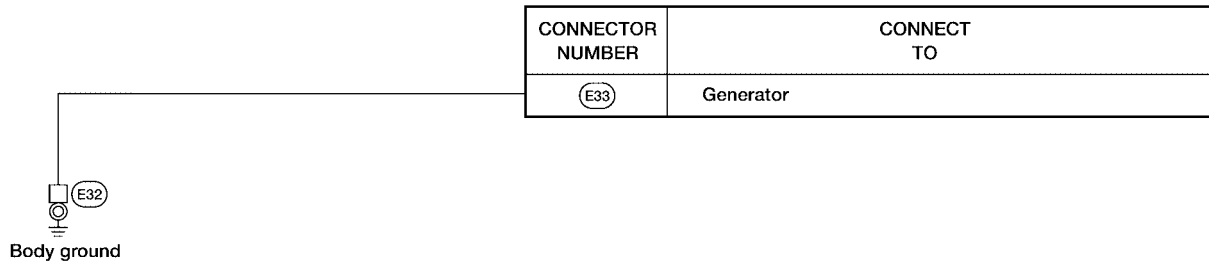 CONNECTOR NUMBER
CONNECT TO
E33
Generator
E32
Body ground